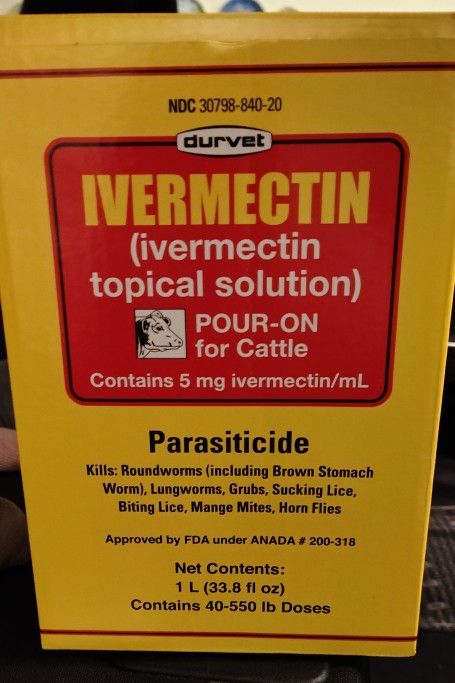 NDC 30798-840-20
durvet
IVERMECTIN
(ivermectin
topical solution)
POUR-ON
for Cattle
Contains 5 mg ivermectin/mL
Parasiticide
Kills: Roundworms (including Brown Stomach
Worm), Lungworms, Grubs, Sucking Lice,
Biting Lice, Mange Mites, Horn Flies
Approved by FDA under ANADA # 200-318
Net Contents:
1 L (33.8 fl oz)
Contains 40-550 lb Doses